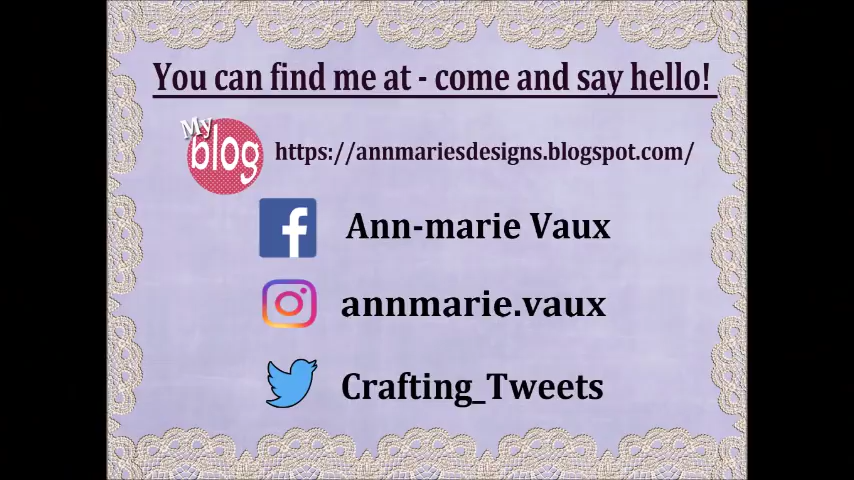 You can find me at - come and say hello!
My
blog
https://annmariesdesigns.blogspot.com/
f Ann-marie Vaux
annmarie.vaux
Crafting_Tweets